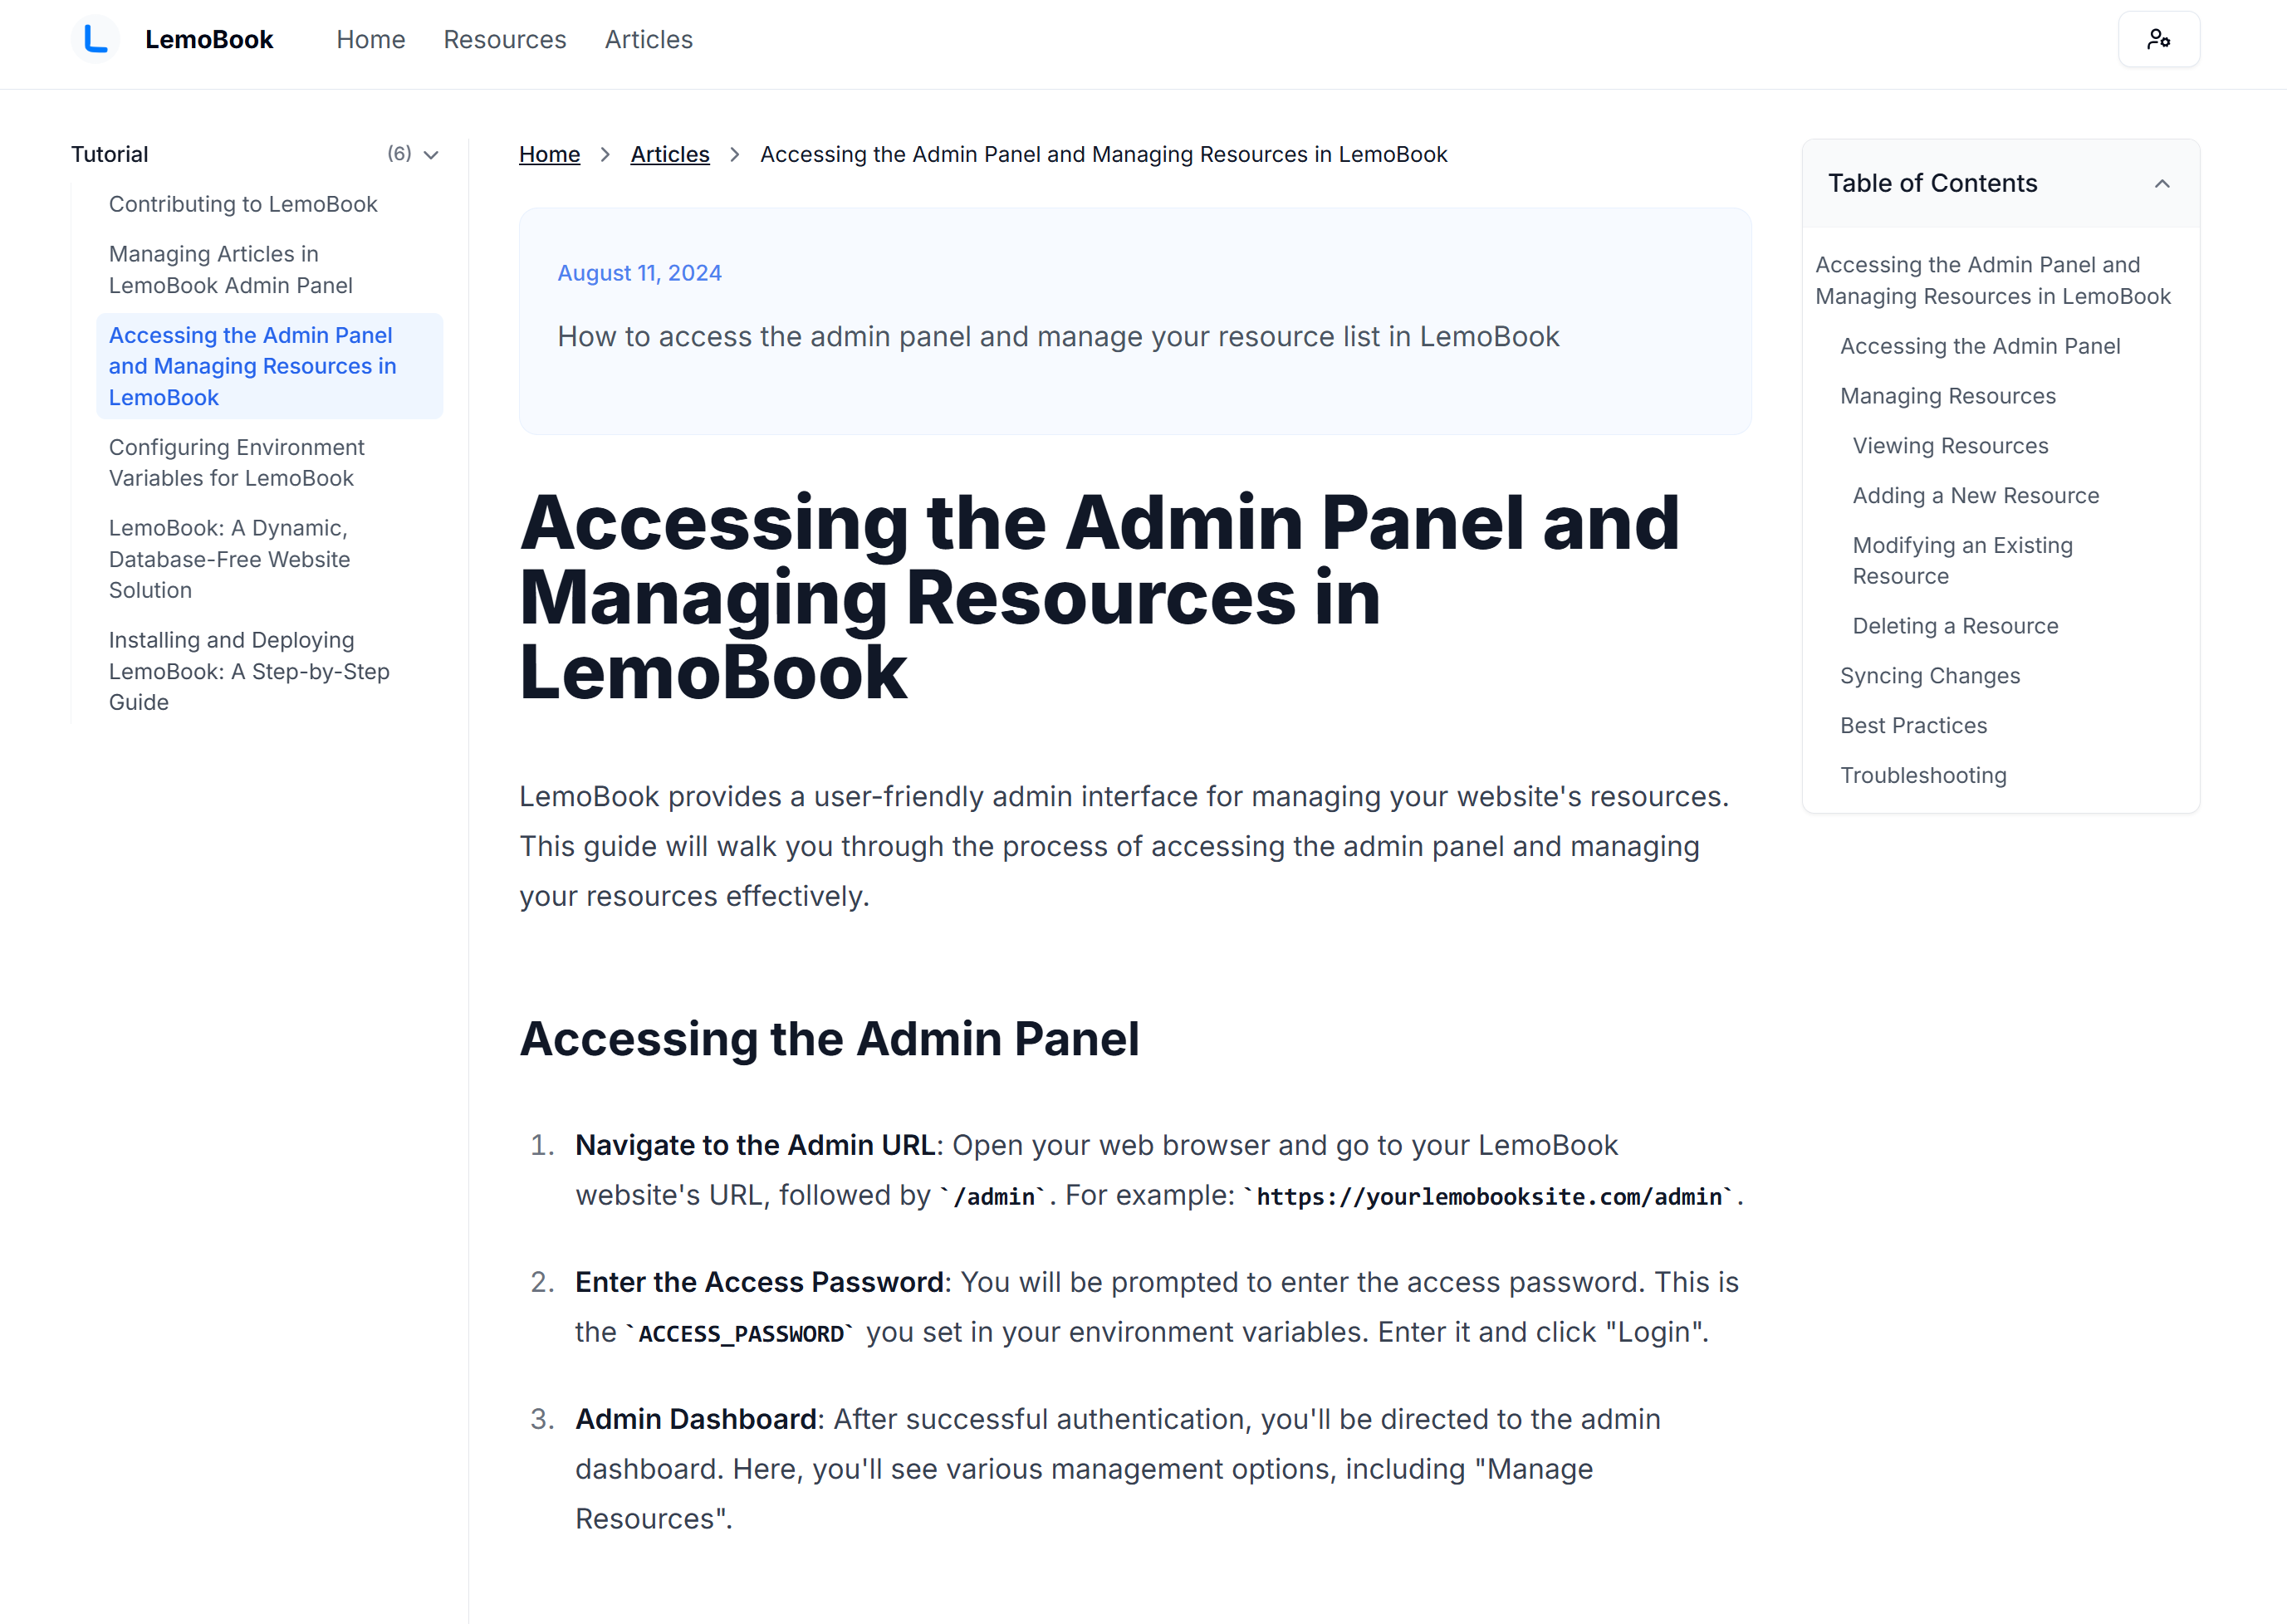 LemoBook
Home
Resources
Articles
Tutorial
(6)
Contributing to LemoBook
Managing Articles in
LemoBook Admin Panel
Accessing the Admin Panel
and Managing Resources in
LemoBook
Configuring Environment
Variables for LemoBook
LemoBook: A Dynamic,
Database-Free Website
Solution
Installing and Deploying
LemoBook: A Step-by-Step
Guide
Home > Articles > Accessing the Admin Panel and Managing Resources in LemoBook
August 11, 2024
How to access the admin panel and manage your resource list in LemoBook
Accessing the Admin Panel and
Managing Resources in
LemoBook
LemoBook provides a user-friendly admin interface for managing your website's resources.
This guide will walk you through the process of accessing the admin panel and managing
your resources effectively.
Accessing the Admin Panel
1. Navigate to the Admin URL: Open your web browser and go to your LemoBook
website's URL, followed by `/admin`. For example: `https://yourlemobooksite.com/admin`.
2. Enter the Access Password: You will be prompted to enter the access password. This is
the `ACCESS_PASSWORD` you set in your environment variables. Enter it and click "Login".
3. Admin Dashboard: After successful authentication, you'll be directed to the admin
dashboard. Here, you'll see various management options, including "Manage
Resources".
Table of Contents
Accessing the Admin Panel and
Managing Resources in LemoBook
Accessing the Admin Panel
Managing Resources
Viewing Resources
Adding a New Resource
Modifying an Existing
Resource
Deleting a Resource
Syncing Changes
Best Practices
Troubleshooting